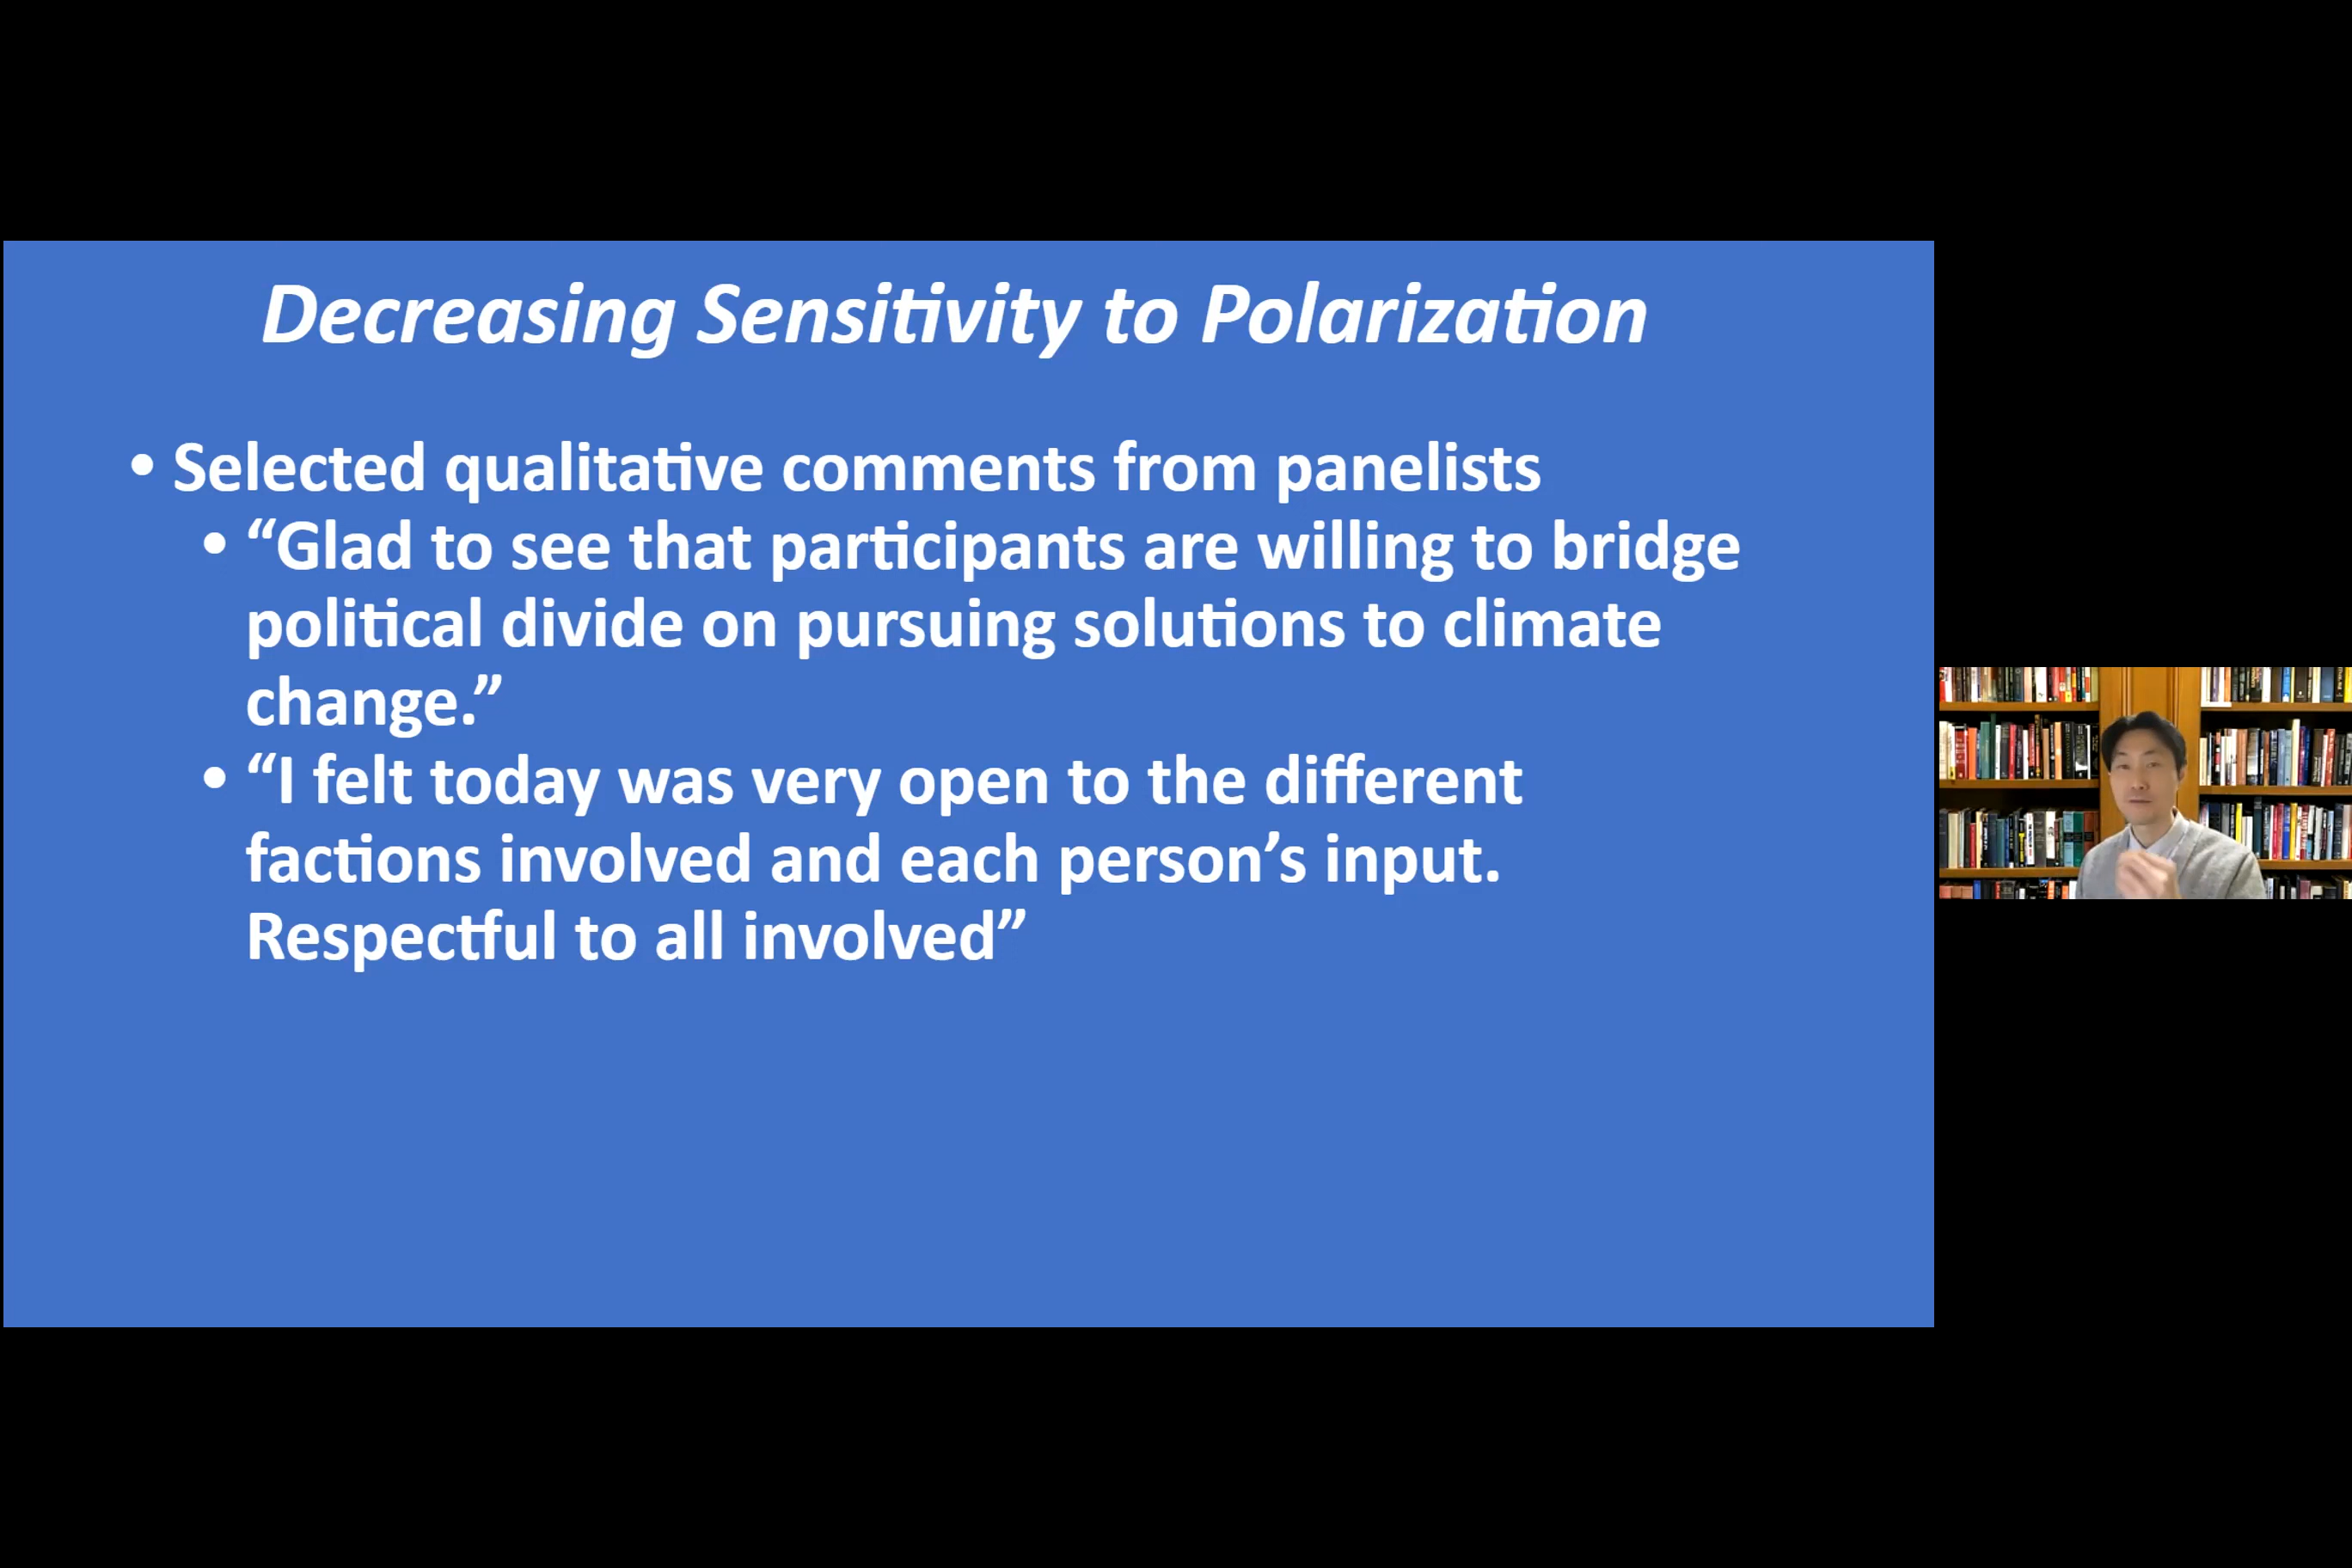 Decreasing Sensitivity to Polarization
• Selected qualitative comments from panelists
• “Glad to see that participants are willing to bridge
political divide on pursuing solutions to climate
change.”
• “I felt today was very open to the different
factions involved and each person’s input.
Respectful to all involved”